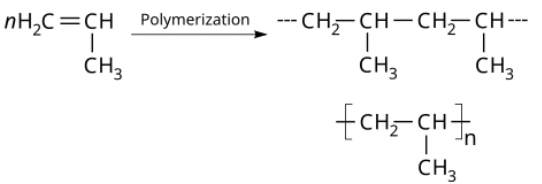 nH₂C=CH Polymerization --- CH₂—CH—CH₂—CH---
CH₃ CH₃ CH₃
[CH₂—CH]n
CH₃